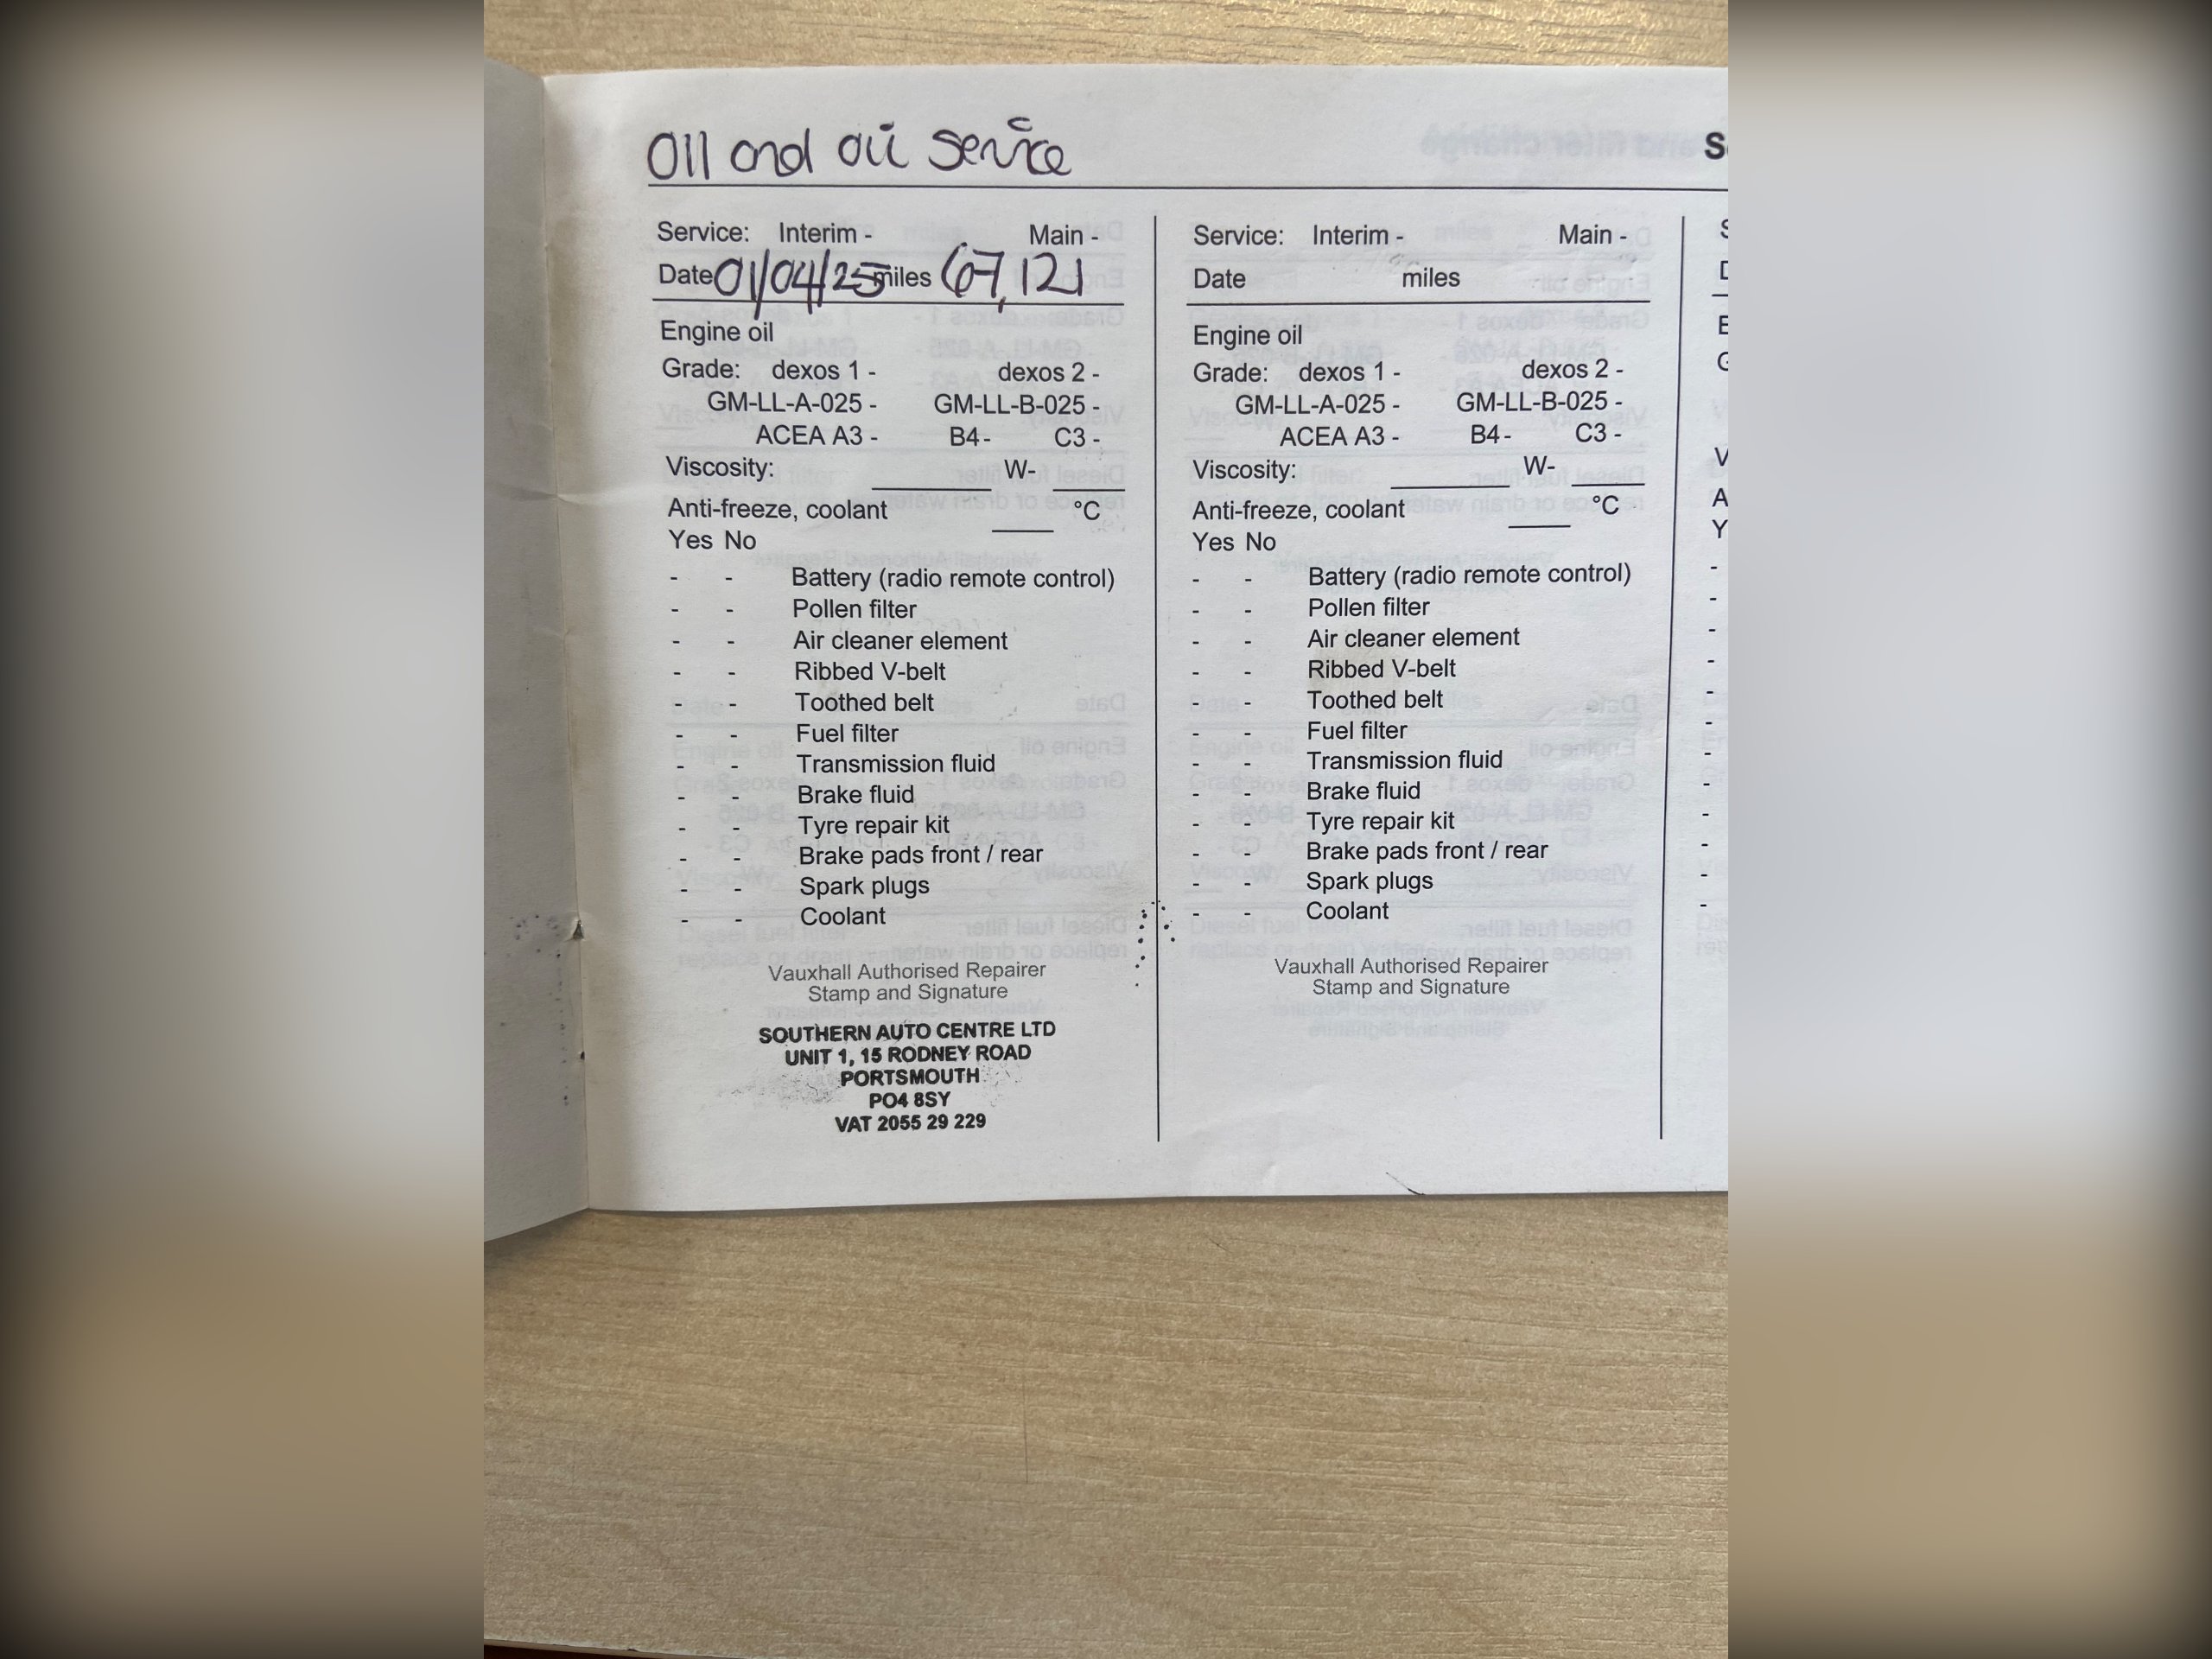 Oil and oil service
Service: Interim - Main -
Date 01/04/25 miles 67,121
Engine oil
Grade: dexos 1 - dexos 2 -
GM-LL-A-025 - GM-LL-B-025 -
ACEA A3 - B4 - C3 -
Viscosity: ____ W- ____
Anti-freeze, coolant ____ °C
Yes No
- - Battery (radio remote control)
- - Pollen filter
- - Air cleaner element
- - Ribbed V-belt
- - Toothed belt
- - Fuel filter
- - Transmission fluid
- - Brake fluid
- - Tyre repair kit
- - Brake pads front / rear
- - Spark plugs
- - Coolant
Vauxhall Authorised Repairer
Stamp and Signature
SOUTHERN AUTO CENTRE LTD
UNIT 1, 15 RODNEY ROAD
PORTSMOUTH
PO4 8SY
VAT 2055 29 229
Service: Interim - Main -
Date miles
Engine oil
Grade: dexos 1 - dexos 2 -
GM-LL-A-025 - GM-LL-B-025 -
ACEA A3 - B4 - C3 -
Viscosity: ____ W- ____
Anti-freeze, coolant ____ °C
Yes No
- - Battery (radio remote control)
- - Pollen filter
- - Air cleaner element
- - Ribbed V-belt
- - Toothed belt
- - Fuel filter
- - Transmission fluid
- - Brake fluid
- - Tyre repair kit
- - Brake pads front / rear
- - Spark plugs
- - Coolant
Vauxhall Authorised Repairer
Stamp and Signature